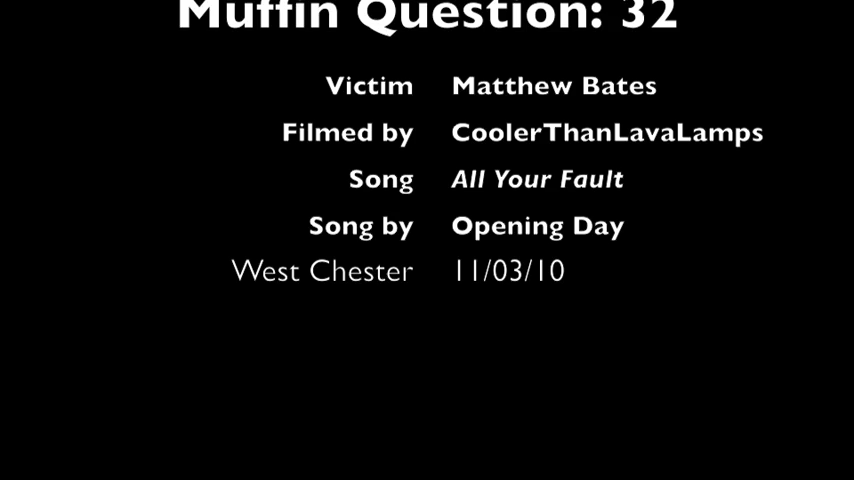 Muffin Question: 32
Victim Matthew Bates
Filmed by CoolerThanLavaLamps
Song All Your Fault
Song by Opening Day
West Chester 11/03/10